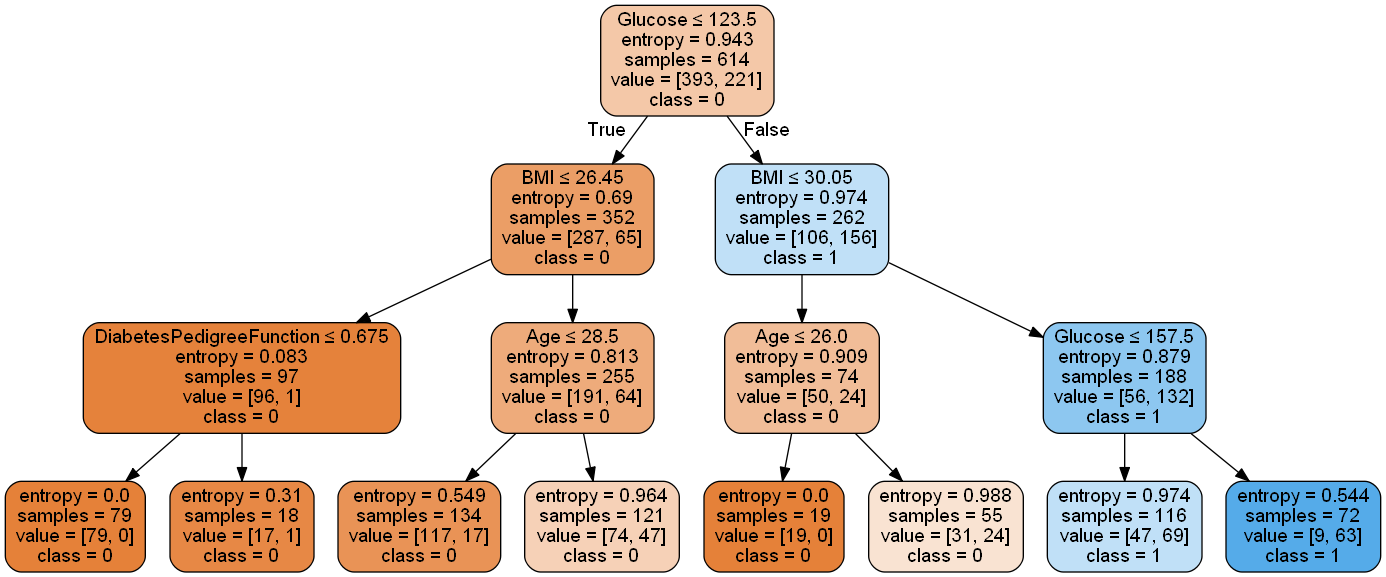 Glucose ≤ 123.5
entropy = 0.943
samples = 614
value = [393, 221]
class = 0
True
False
BMI ≤ 26.45
entropy = 0.69
samples = 352
value = [287, 65]
class = 0
BMI ≤ 30.05
entropy = 0.974
samples = 262
value = [106, 156]
class = 1
DiabetesPedigreeFunction ≤ 0.675
entropy = 0.083
samples = 97
value = [96, 1]
class = 0
Age ≤ 28.5
entropy = 0.813
samples = 255
value = [191, 64]
class = 0
Age ≤ 26.0
entropy = 0.909
samples = 74
value = [50, 24]
class = 0
Glucose ≤ 157.5
entropy = 0.879
samples = 188
value = [56, 132]
class = 1
entropy = 0.0
samples = 79
value = [79, 0]
class = 0
entropy = 0.31
samples = 18
value = [17, 1]
class = 0
entropy = 0.549
samples = 134
value = [117, 17]
class = 0
entropy = 0.964
samples = 121
value = [74, 47]
class = 0
entropy = 0.0
samples = 19
value = [19, 0]
class = 0
entropy = 0.988
samples = 55
value = [31, 24]
class = 0
entropy = 0.974
samples = 116
value = [47, 69]
class = 1
entropy = 0.544
samples = 72
value = [9, 63]
class = 1